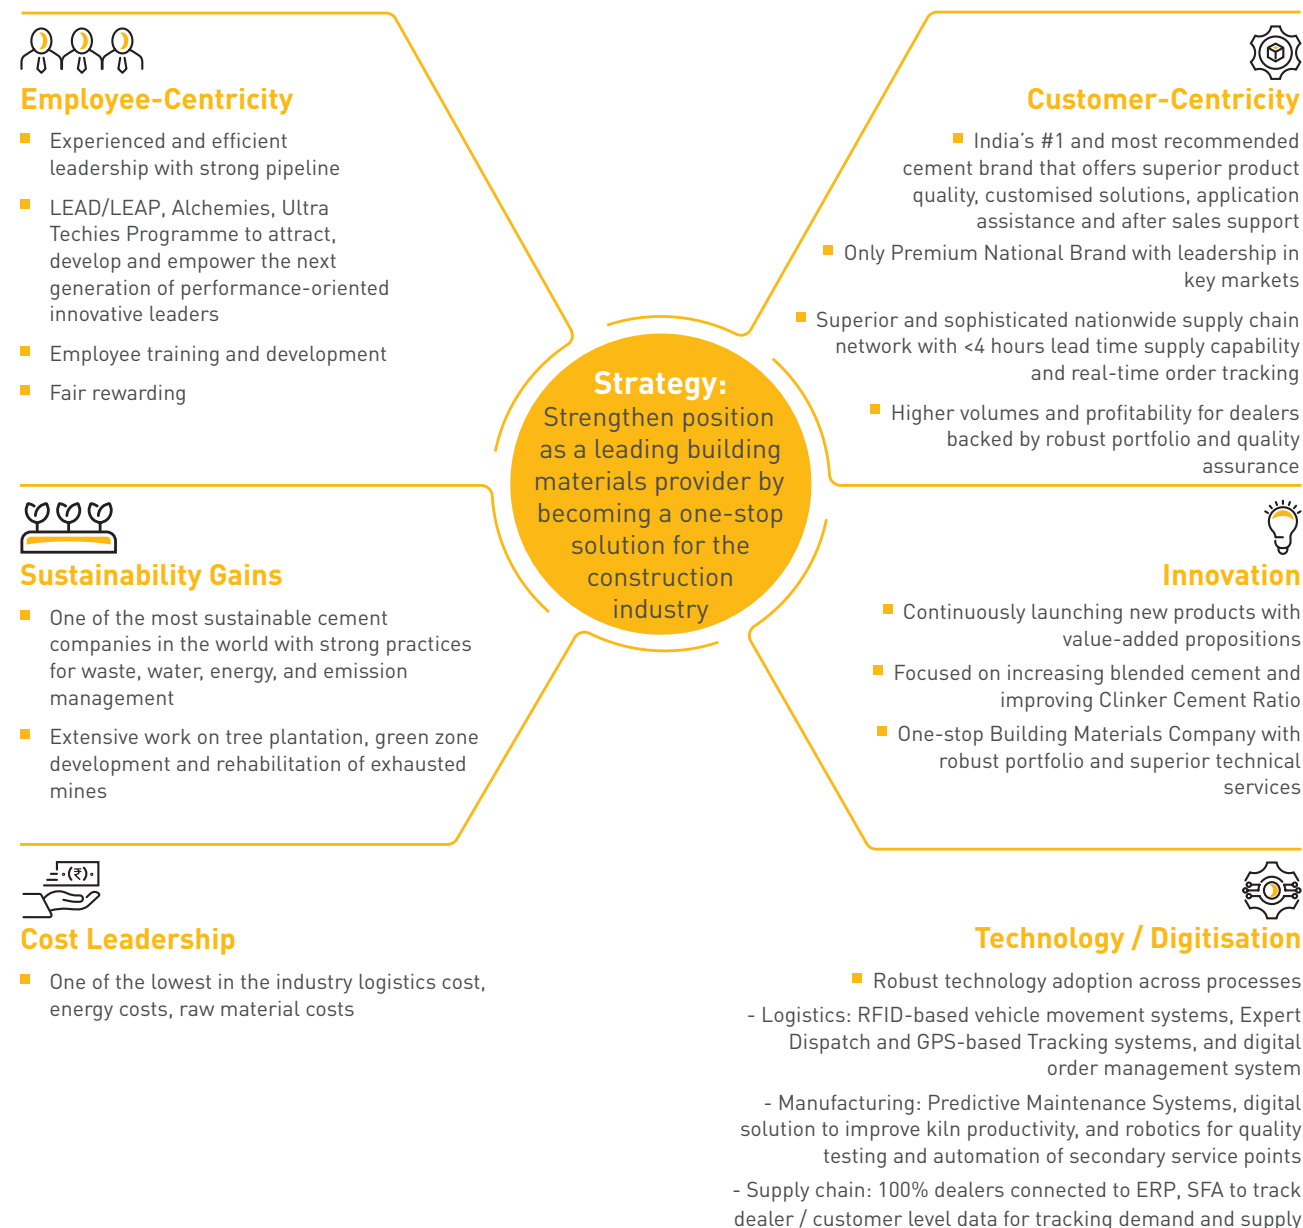 Employee-Centricity
Experienced and efficient
leadership with strong pipeline
LEAD/LEAP, Alchemies, Ultra
Techies Programme to attract,
develop and empower the next
generation of performance-oriented
innovative leaders
Employee training and development
Fair rewarding
Customer-Centricity
India's #1 and most recommended
cement brand that offers superior product
quality, customised solutions, application
assistance and after sales support
Only Premium National Brand with leadership in
key markets
Superior and sophisticated nationwide supply chain
network with <4 hours lead time supply capability
and real-time order tracking
Higher volumes and profitability for dealers
backed by robust portfolio and quality
assurance
Strategy:
Strengthen position
as a leading building
materials provider by
becoming a one-stop
solution for the
construction
industry
Sustainability Gains
One of the most sustainable cement
companies in the world with strong practices
for waste, water, energy, and emission
management
Extensive work on tree plantation, green zone
development and rehabilitation of exhausted
mines
Innovation
Continuously launching new products with
value-added propositions
Focused on increasing blended cement and
improving Clinker Cement Ratio
One-stop Building Materials Company with
robust portfolio and superior technical
services
(₹)
Cost Leadership
One of the lowest in the industry logistics cost,
energy costs, raw material costs
Technology / Digitisation
Robust technology adoption across processes
- Logistics: RFID-based vehicle movement systems, Expert
Dispatch and GPS-based Tracking systems, and digital
order management system
- Manufacturing: Predictive Maintenance Systems, digital
solution to improve kiln productivity, and robotics for quality
testing and automation of secondary service points
- Supply chain: 100% dealers connected to ERP, SFA to track
dealer / customer level data for tracking demand and supply